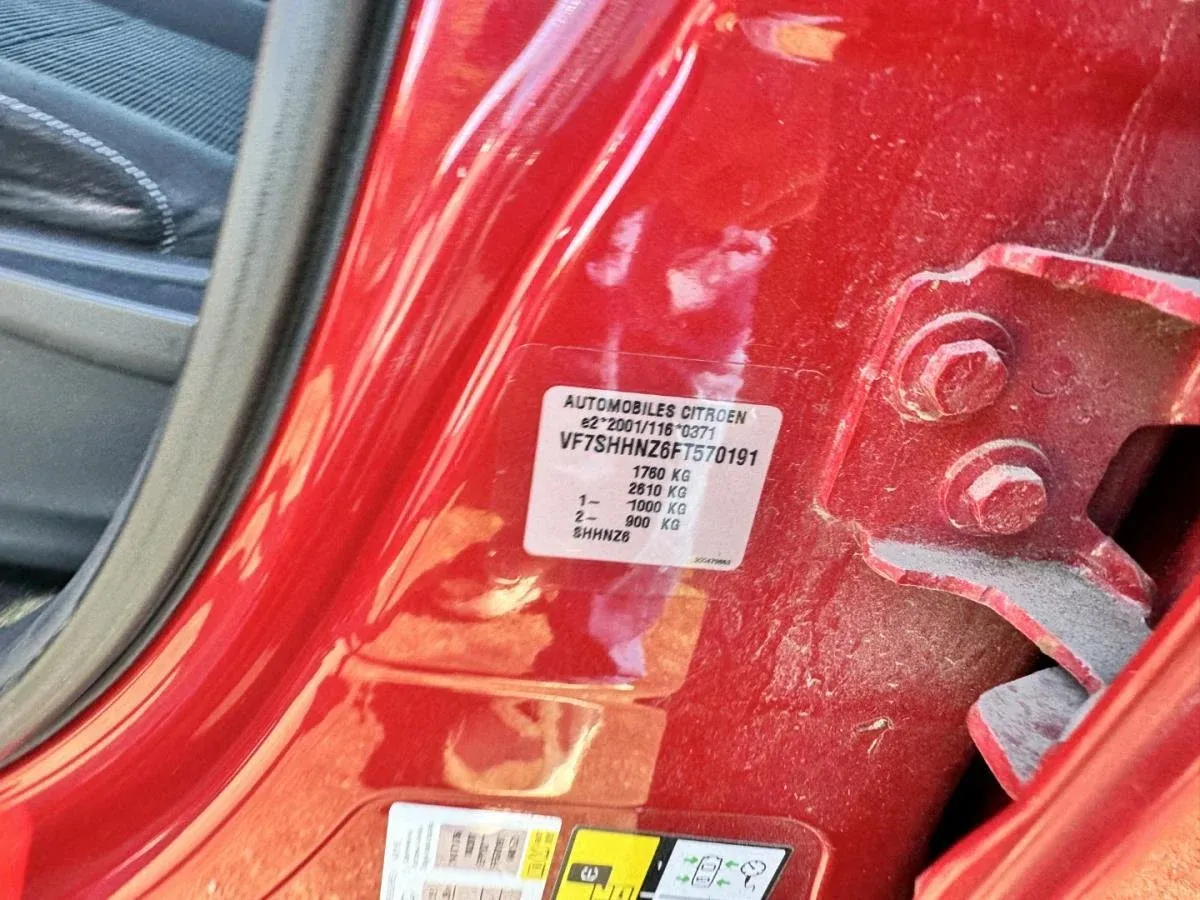 AUTOMOBILES CITROEN
e2*2001/116*0371
VF7SHHNZ6FT570191
1760 KG
2610 KG
1– 1000 KG
2– 900 KG
SHHNZ6